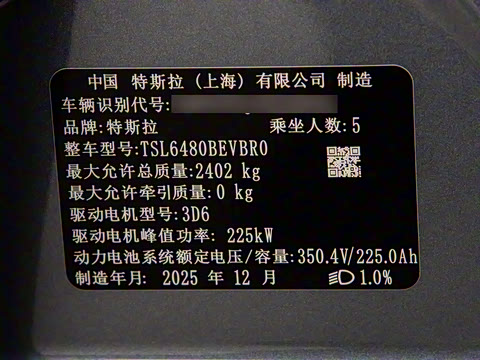 中国 特斯拉 (上海) 有限公司 制造
车辆识别代号:
品牌:特斯拉 乘坐人数:5
整车型号:TSL6480BEVBR0
最大允许总质量:2402 kg
最大允许牵引质量:0 kg
驱动电机型号:3D6
驱动电机峰值功率: 225kW
动力电池系统额定电压/容量:350.4V/225.0Ah
制造年月: 2025 年 12 月 1.0%